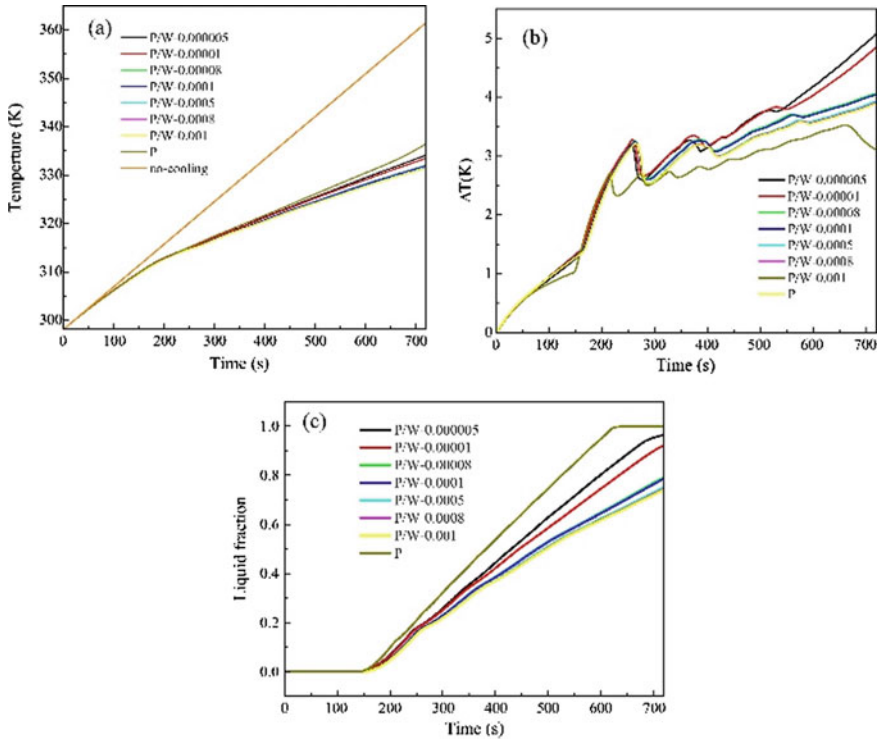 (a)
P/W-0.000005
P/W-0.00001
P/W-0.00008
P/W-0.0001
P/W-0.0005
P/W-0.0008
P/W-0.001
P
no-cooling
Temperture (K)
360
350
340
330
320
310
300
0 100 200 300 400 500 600 700
Time (s)
(b)
P/W-0.000005
P/W-0.00001
P/W-0.00008
P/W-0.0001
P/W-0.0005
P/W-0.0008
P/W-0.001
P
ΔT(K)
5
4
3
2
1
0
0 100 200 300 400 500 600 700
Time (s)
(c)
P/W-0.000005
P/W-0.00001
P/W-0.00008
P/W-0.0001
P/W-0.0005
P/W-0.0008
P/W-0.001
P
Liquid fraction
1.0
0.8
0.6
0.4
0.2
0.0
0 100 200 300 400 500 600 700
Time (s)